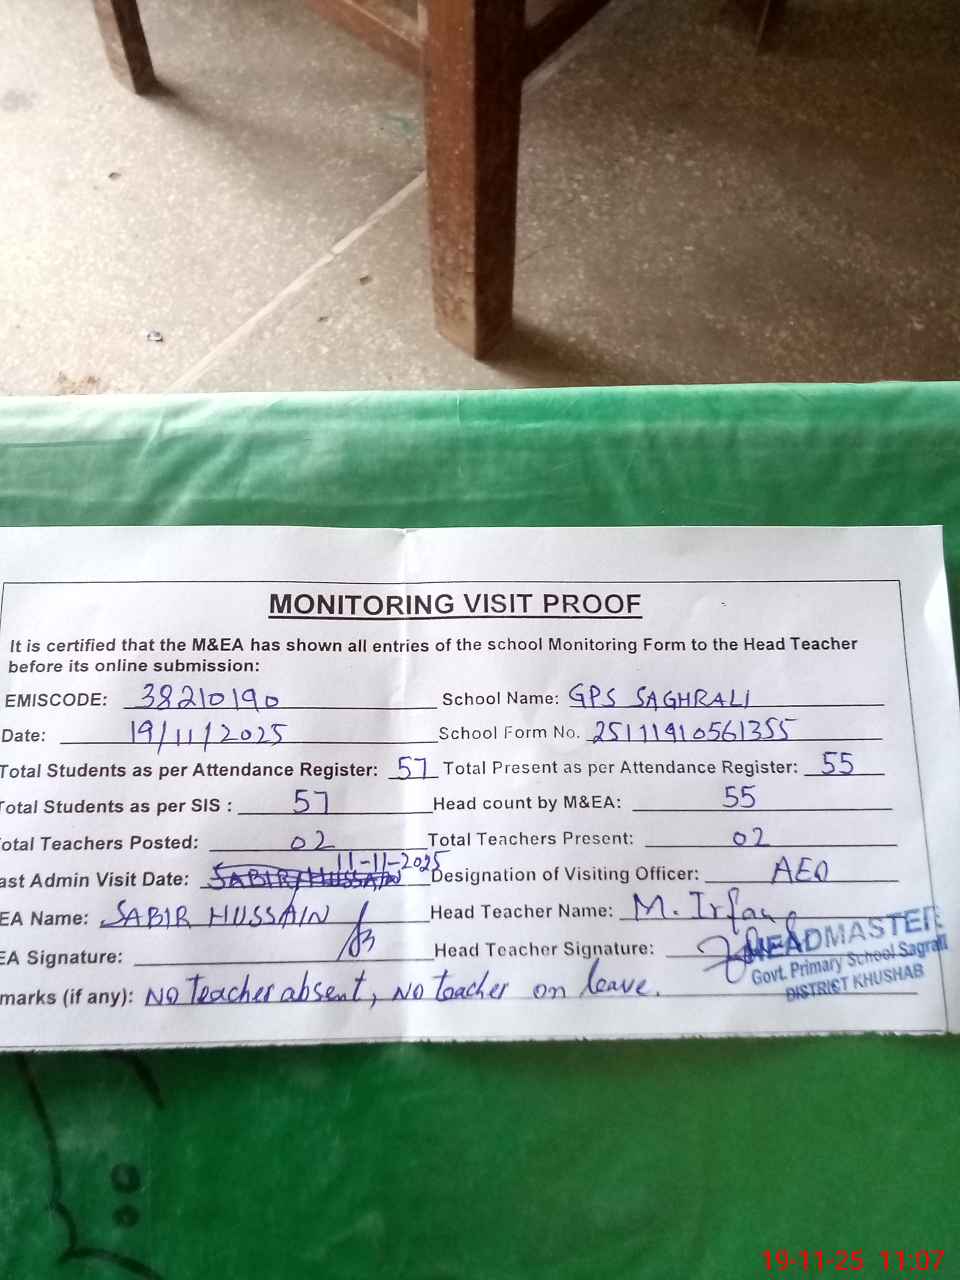 MONITORING VISIT PROOF
It is certified that the M&EA has shown all entries of the school Monitoring Form to the Head Teacher
before its online submission:
EMISCODE: 38210190 School Name: GPS SAGHRALI
Date: 19/11/2025 School Form No. 25111910561355
Total Students as per Attendance Register: 57 Total Present as per Attendance Register: 55
Total Students as per SIS : 57 Head count by M&EA: 55
otal Teachers Posted: 02 Total Teachers Present: 02
11-11-2025
ast Admin Visit Date: SABIR HUSSAIN Designation of Visiting Officer: AEO
EA Name: SABIR HUSSAIN Head Teacher Name: M. Irfan
EA Signature: Head Teacher Signature:
HEADMASTER
Govt. Primary School Sagrali
DISTRICT KHUSHAB
marks (if any): No Teacher absent, No teacher on leave.
19-11-25 11:07